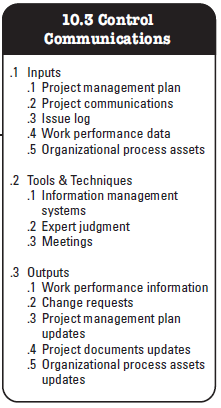 10.3 Control
Communications
.1 Inputs
.1 Project management plan
.2 Project communications
.3 Issue log
.4 Work performance data
.5 Organizational process assets
.2 Tools & Techniques
.1 Information management
systems
.2 Expert judgment
.3 Meetings
.3 Outputs
.1 Work performance information
.2 Change requests
.3 Project management plan
updates
.4 Project documents updates
.5 Organizational process assets
updates